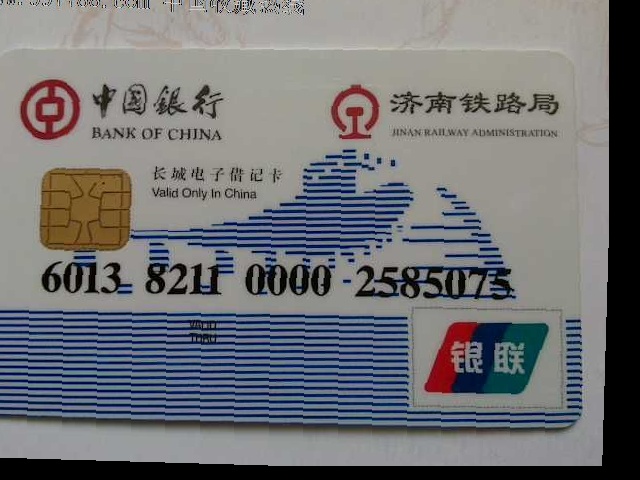 中国银行
BANK OF CHINA
济南铁路局
JINAN RAILWAY ADMINISTRATION
长城电子借记卡
Valid Only In China
6013 8211 0000 2585075
VALID
THRU
银联